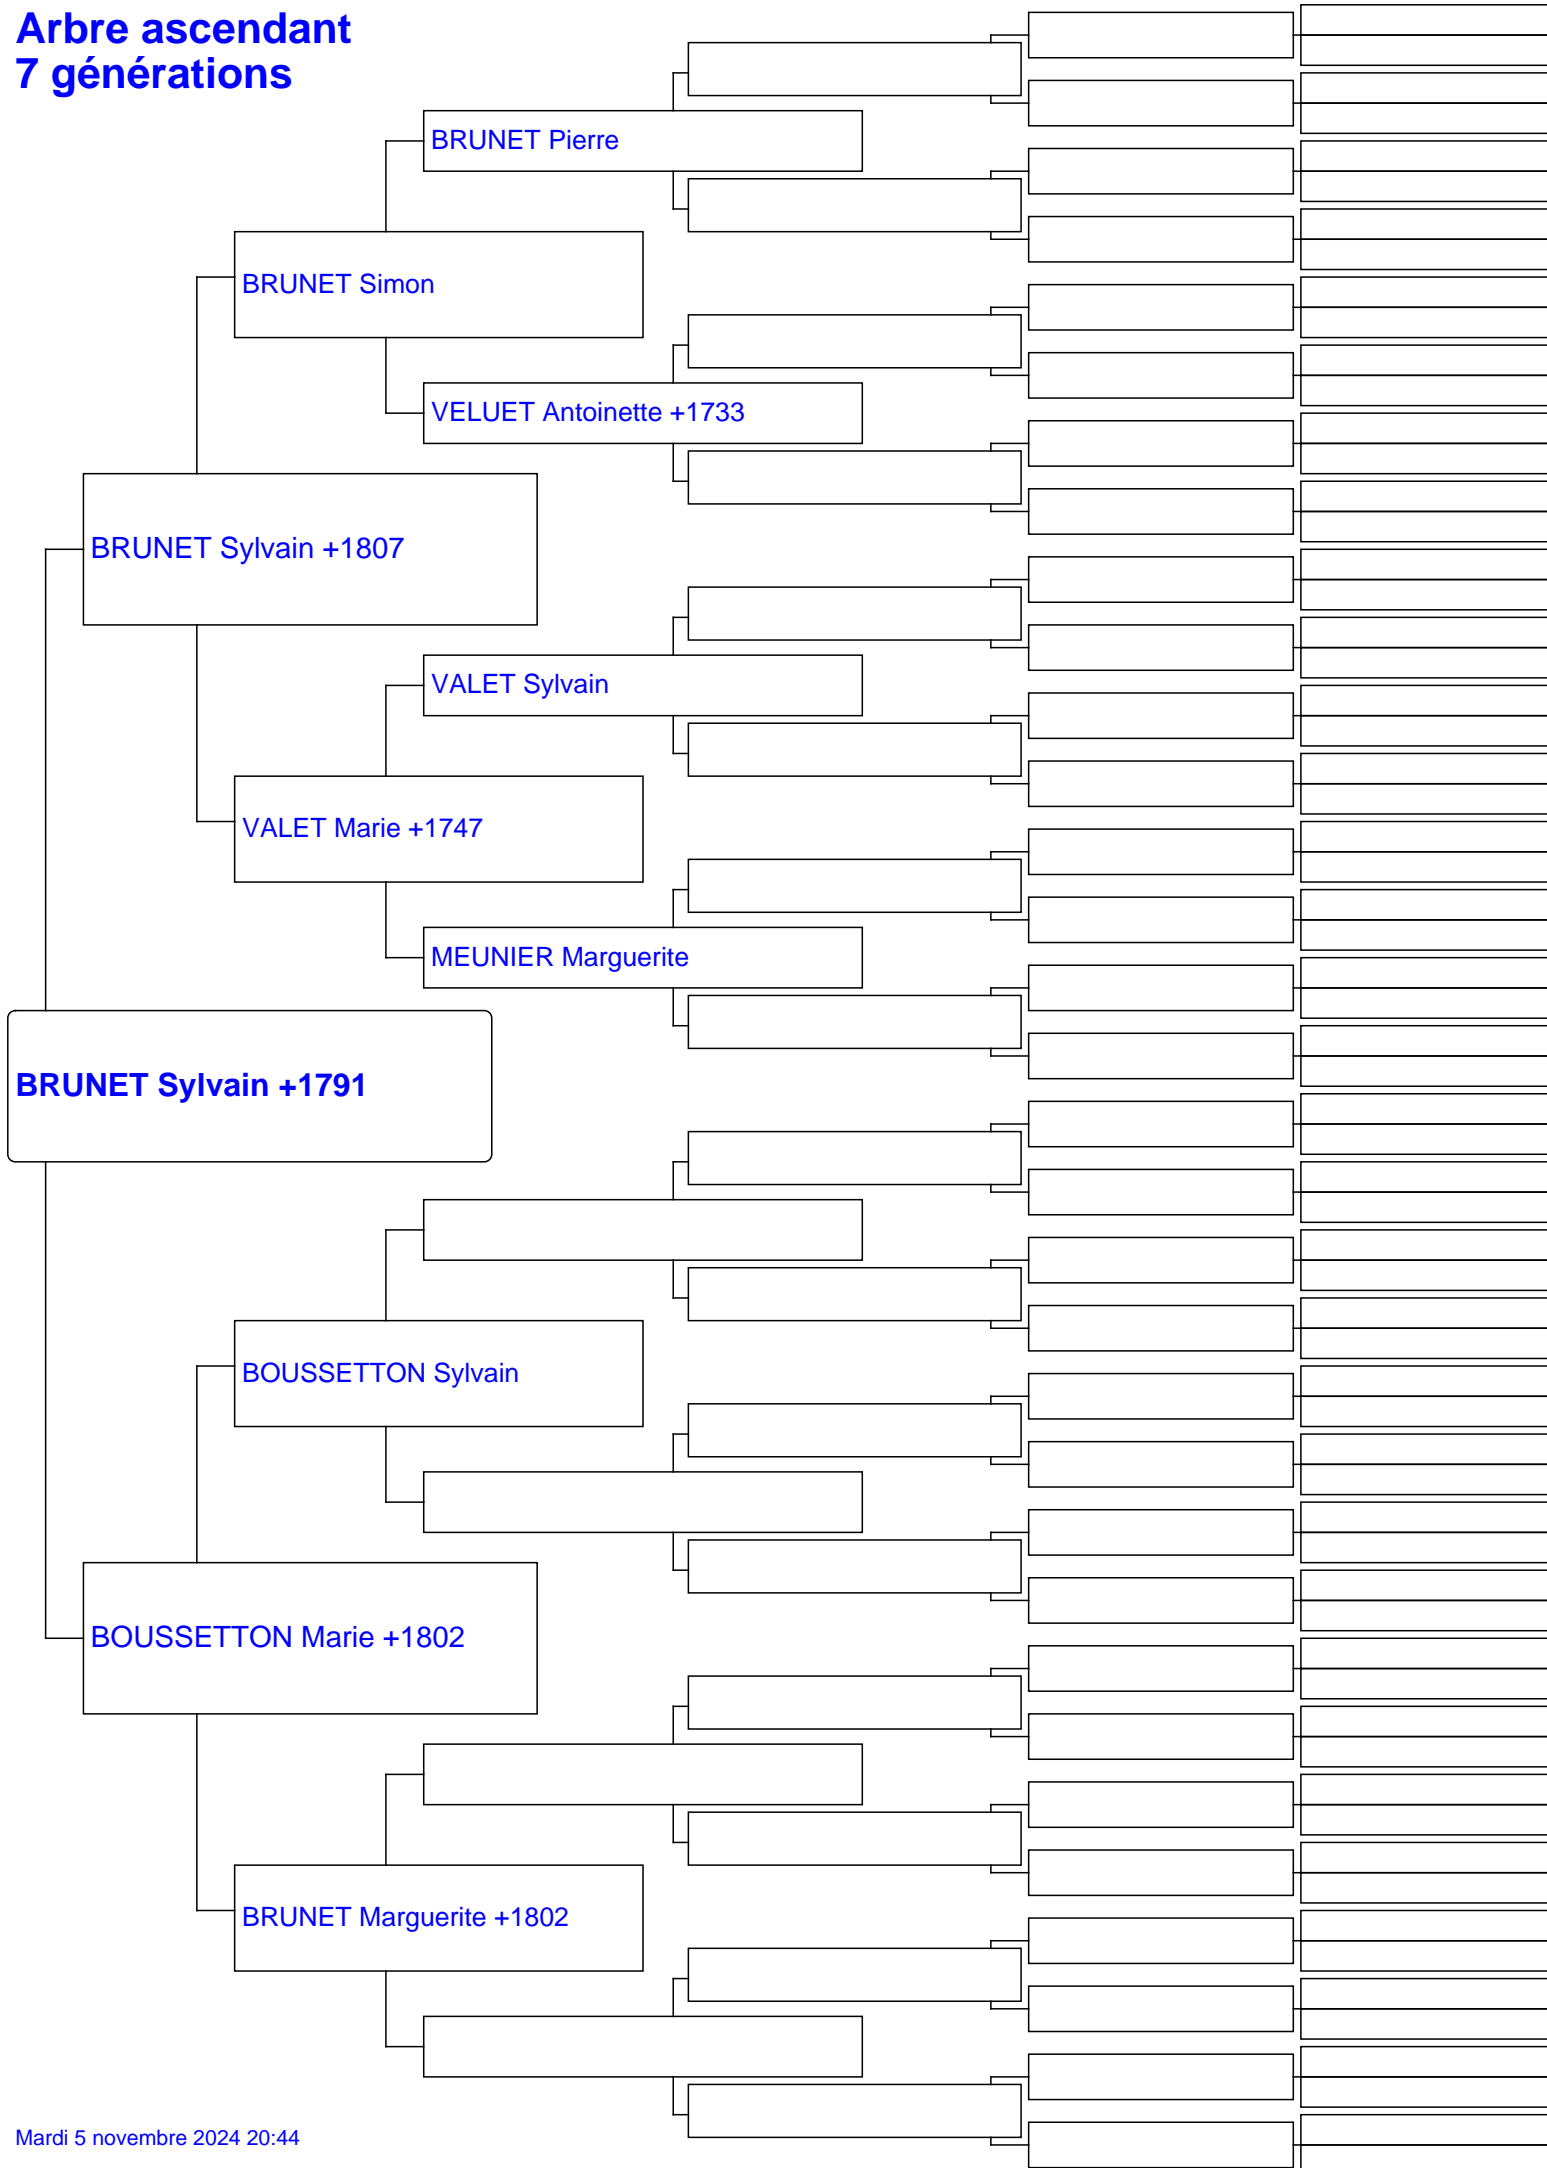 Arbre ascendant
7 générations
BRUNET Pierre
BRUNET Simon
VELUET Antoinette +1733
BRUNET Sylvain +1807
VALET Sylvain
VALET Marie +1747
MEUNIER Marguerite
BRUNET Sylvain +1791
BOUSSETTON Sylvain
BOUSSETTON Marie +1802
BRUNET Marguerite +1802
Mardi 5 novembre 2024 20:44